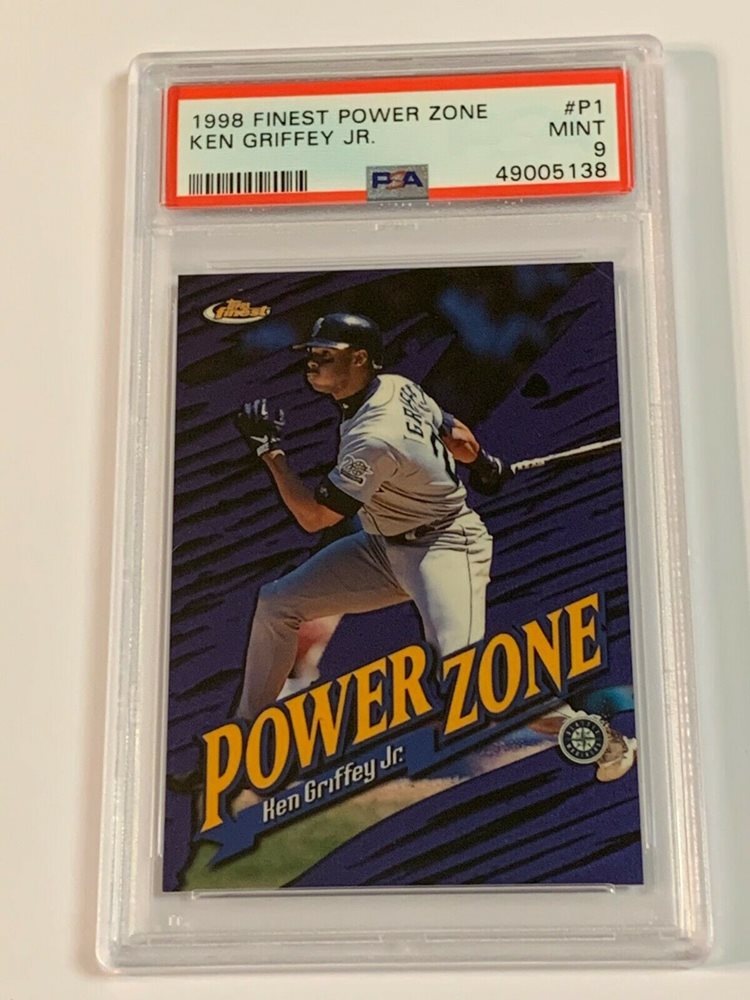 1998 FINEST POWER ZONE #P1
KEN GRIFFEY JR. MINT
9
PSA 49005138
Topps
finest
GRIFFE
POWER ZONE
Ken Griffey Jr.